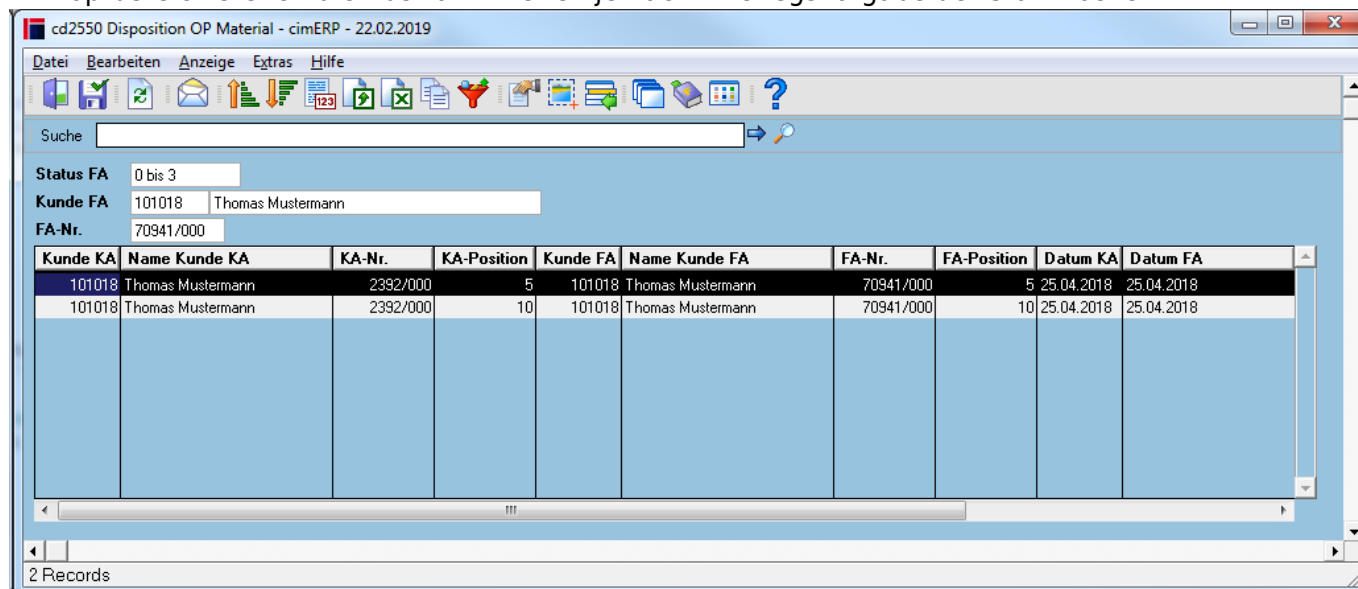 cd2550 Disposition OP Material - cimERP - 22.02.2019
Datei Bearbeiten Anzeige Extras Hilfe
123
Suche
Status FA 0 bis 3
Kunde FA 101018 Thomas Mustermann
FA-Nr. 70941/000
Kunde KA Name Kunde KA KA-Nr. KA-Position Kunde FA Name Kunde FA FA-Nr. FA-Position Datum KA Datum FA
101018 Thomas Mustermann 2392/000 5 101018 Thomas Mustermann 70941/000 5 25.04.2018 25.04.2018
101018 Thomas Mustermann 2392/000 10 101018 Thomas Mustermann 70941/000 10 25.04.2018 25.04.2018
2 Records